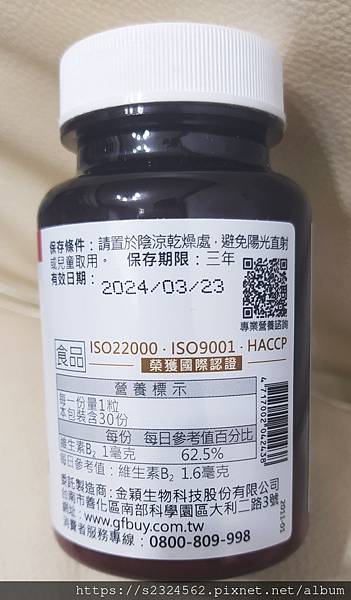 保存條件：請置於陰涼乾燥處，避免陽光直射
或兒童取用。 保存期限：三年
有效日期：
2024/03/23
專業營養諮詢
食品
ISO22000．ISO9001．HACCP
榮獲國際認證
營養標示
每一份量1粒
本包裝含30份
每份 每日參考值百分比
維生素B₂ 1毫克 62.5%
每日參考值：維生素B₂ 1.6毫克
委託製造商：金穎生物科技股份有限公司
台南市善化區南部科學園區大利二路3號
www.gfbuy.com.tw
消費者服務專線：0800-809-998
https://s2324562.pixnet.net/album